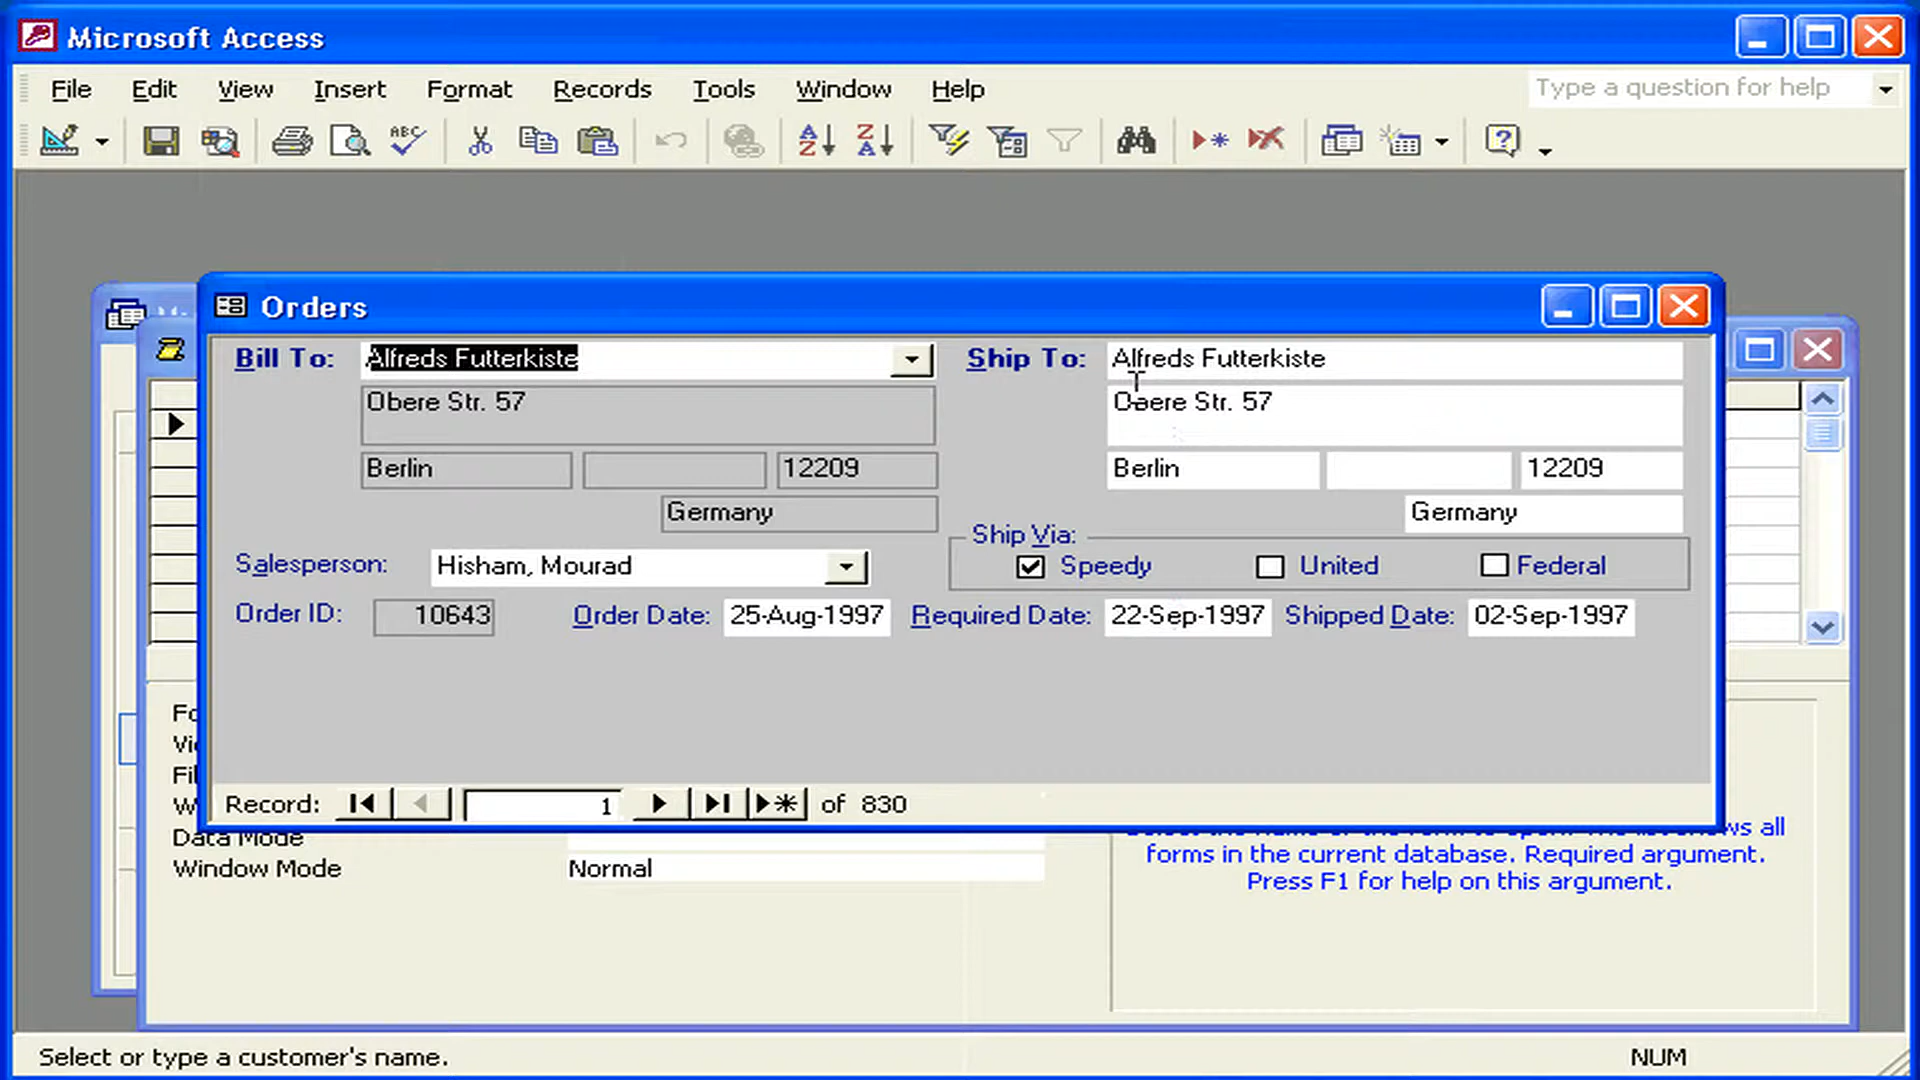 Microsoft Access
File Edit View Insert Format Records Tools Window Help Type a question for help
ABC
A Z Z A
Orders
Bill To: Alfreds Futterkiste Ship To: Alfreds Futterkiste
Obere Str. 57 Obere Str. 57
Berlin 12209 Berlin 12209
Germany Germany
Ship Via:
Salesperson: Hisham, Mourad Speedy United Federal
Order ID: 10643 Order Date: 25-Aug-1997 Required Date: 22-Sep-1997 Shipped Date: 02-Sep-1997
Record: 1 of 830
Data Mode
Window Mode Normal
all
forms in the current database. Required argument.
Press F1 for help on this argument.
Select or type a customer's name. NUM